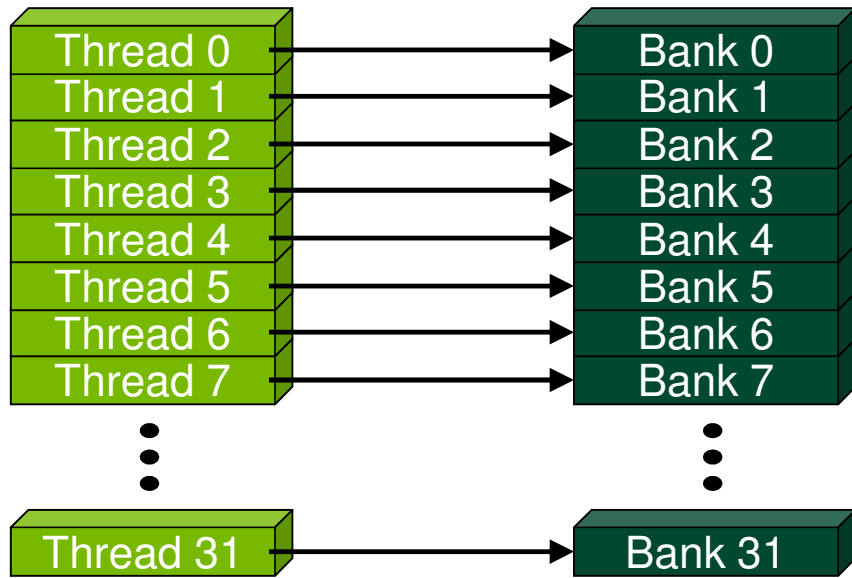 Thread 0
Bank 0
Thread 1
Bank 1
Thread 2
Bank 2
Thread 3
Bank 3
Thread 4
Bank 4
Thread 5
Bank 5
Thread 6
Bank 6
Thread 7
Bank 7
Thread 31
Bank 31